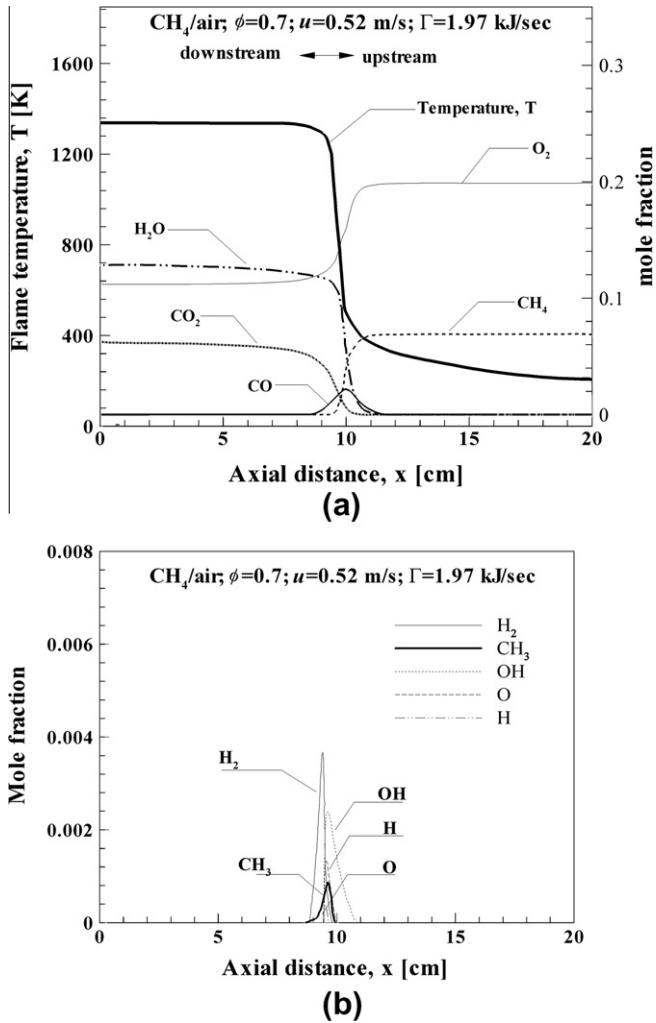 CH₄/air; ϕ=0.7; u=0.52 m/s; Γ=1.97 kJ/sec
downstream upstream
1600
1200
800
400
0
Flame temperature, T [K]
0.3
0.2
0.1
0
mole fraction
Temperature, T
O₂
H₂O
CO₂
CH₄
CO
0 5 10 15 20
Axial distance, x [cm]
(a)
CH₄/air; ϕ=0.7; u=0.52 m/s; Γ=1.97 kJ/sec
0.008
0.006
0.004
0.002
0
Mole fraction
H₂
CH₃
OH
O
H
H₂
OH
H
CH₃
O
0 5 10 15 20
Axial distance, x [cm]
(b)